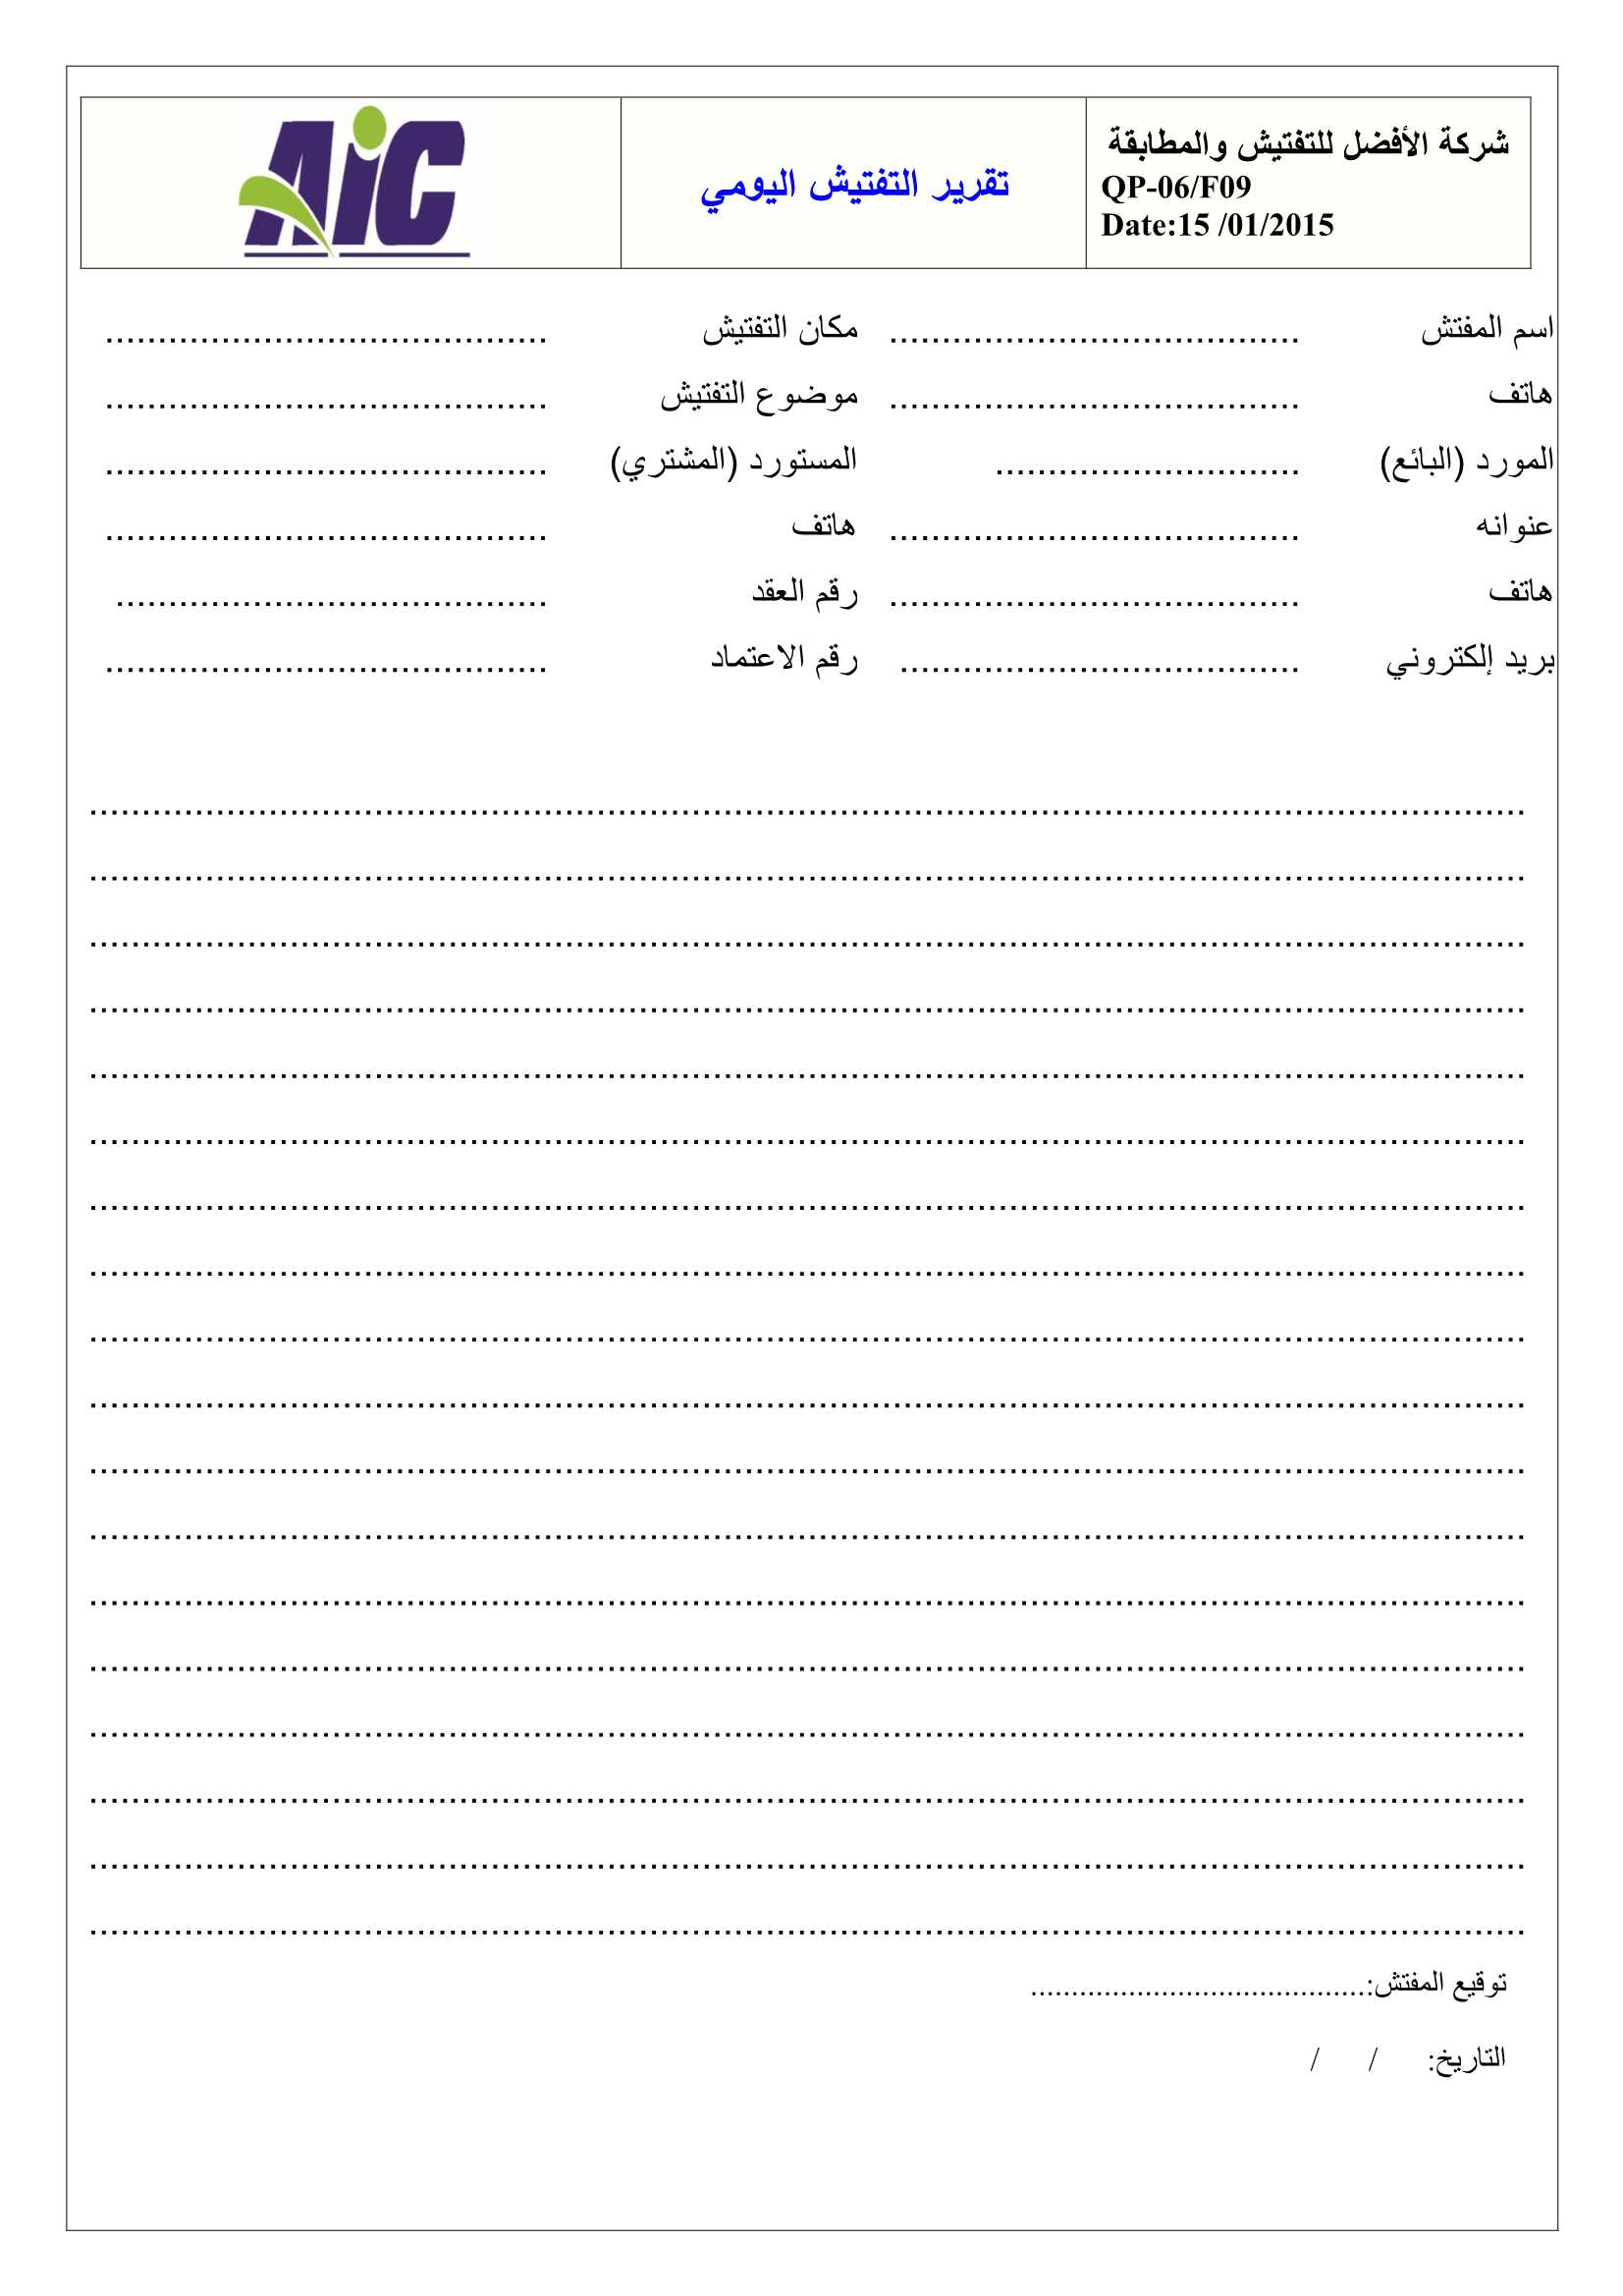 شركة الأفضل للتفتيش والمطابقة
QP-06/F09
Date:15 /01/2015
تقرير التفتيش اليومي
AiC
اسم المفتش ....................................... مكان التفتيش ..........................................
هاتف ....................................... موضوع التفتيش ..........................................
المورد (البائع) ............................. المستورد (المشتري) ..........................................
عنوانه ....................................... هاتف ..........................................
هاتف ....................................... رقم العقد .........................................
بريد إلكتروني ...................................... رقم الاعتماد ..........................................
توقيع المفتش:.........................................
التاريخ: / /